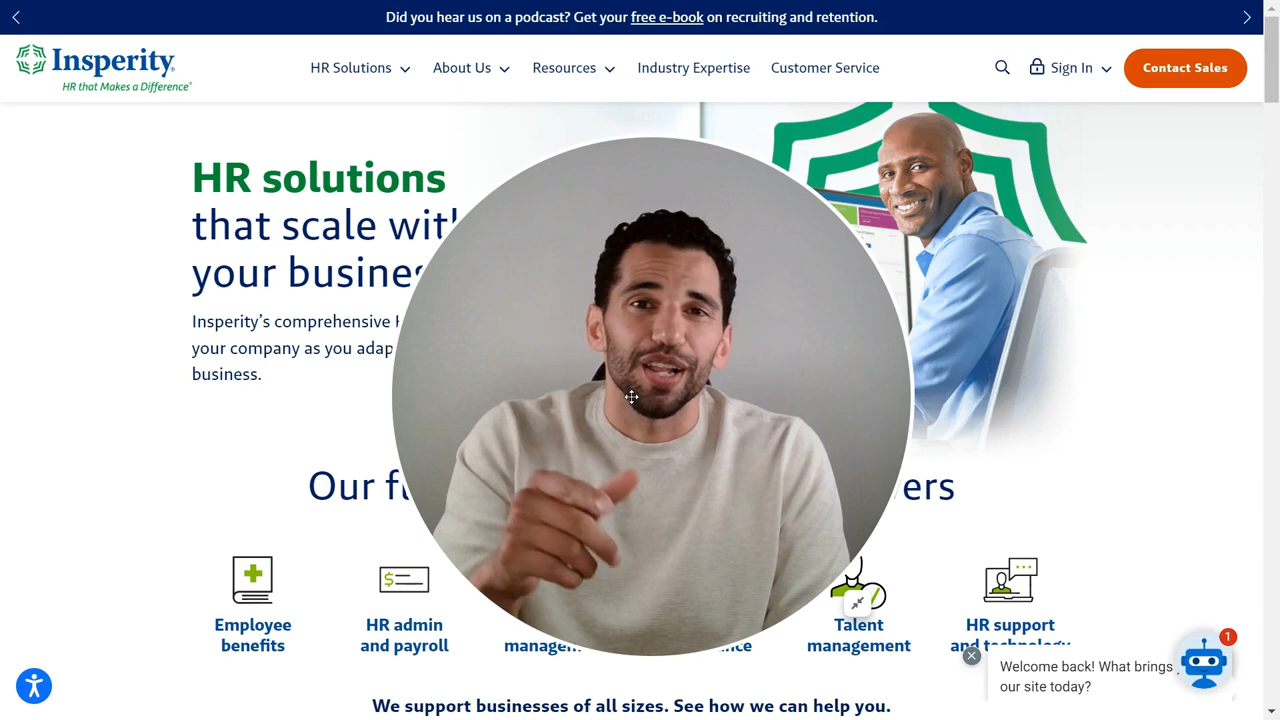 Did you hear us on a podcast? Get your free e-book on recruiting and retention.
Insperity®
HR that Makes a Difference®
HR Solutions
About Us
Resources
Industry Expertise
Customer Service
Sign In
Contact Sales
HR solutions
that scale with
your busine
Insperity’s comprehensive
your company as you adap
business.
Our f
ers
Employee
benefits
HR admin
and payroll
Talent
management
HR support
and technology
1
Welcome back! What brings
our site today?
We support businesses of all sizes. See how we can help you.